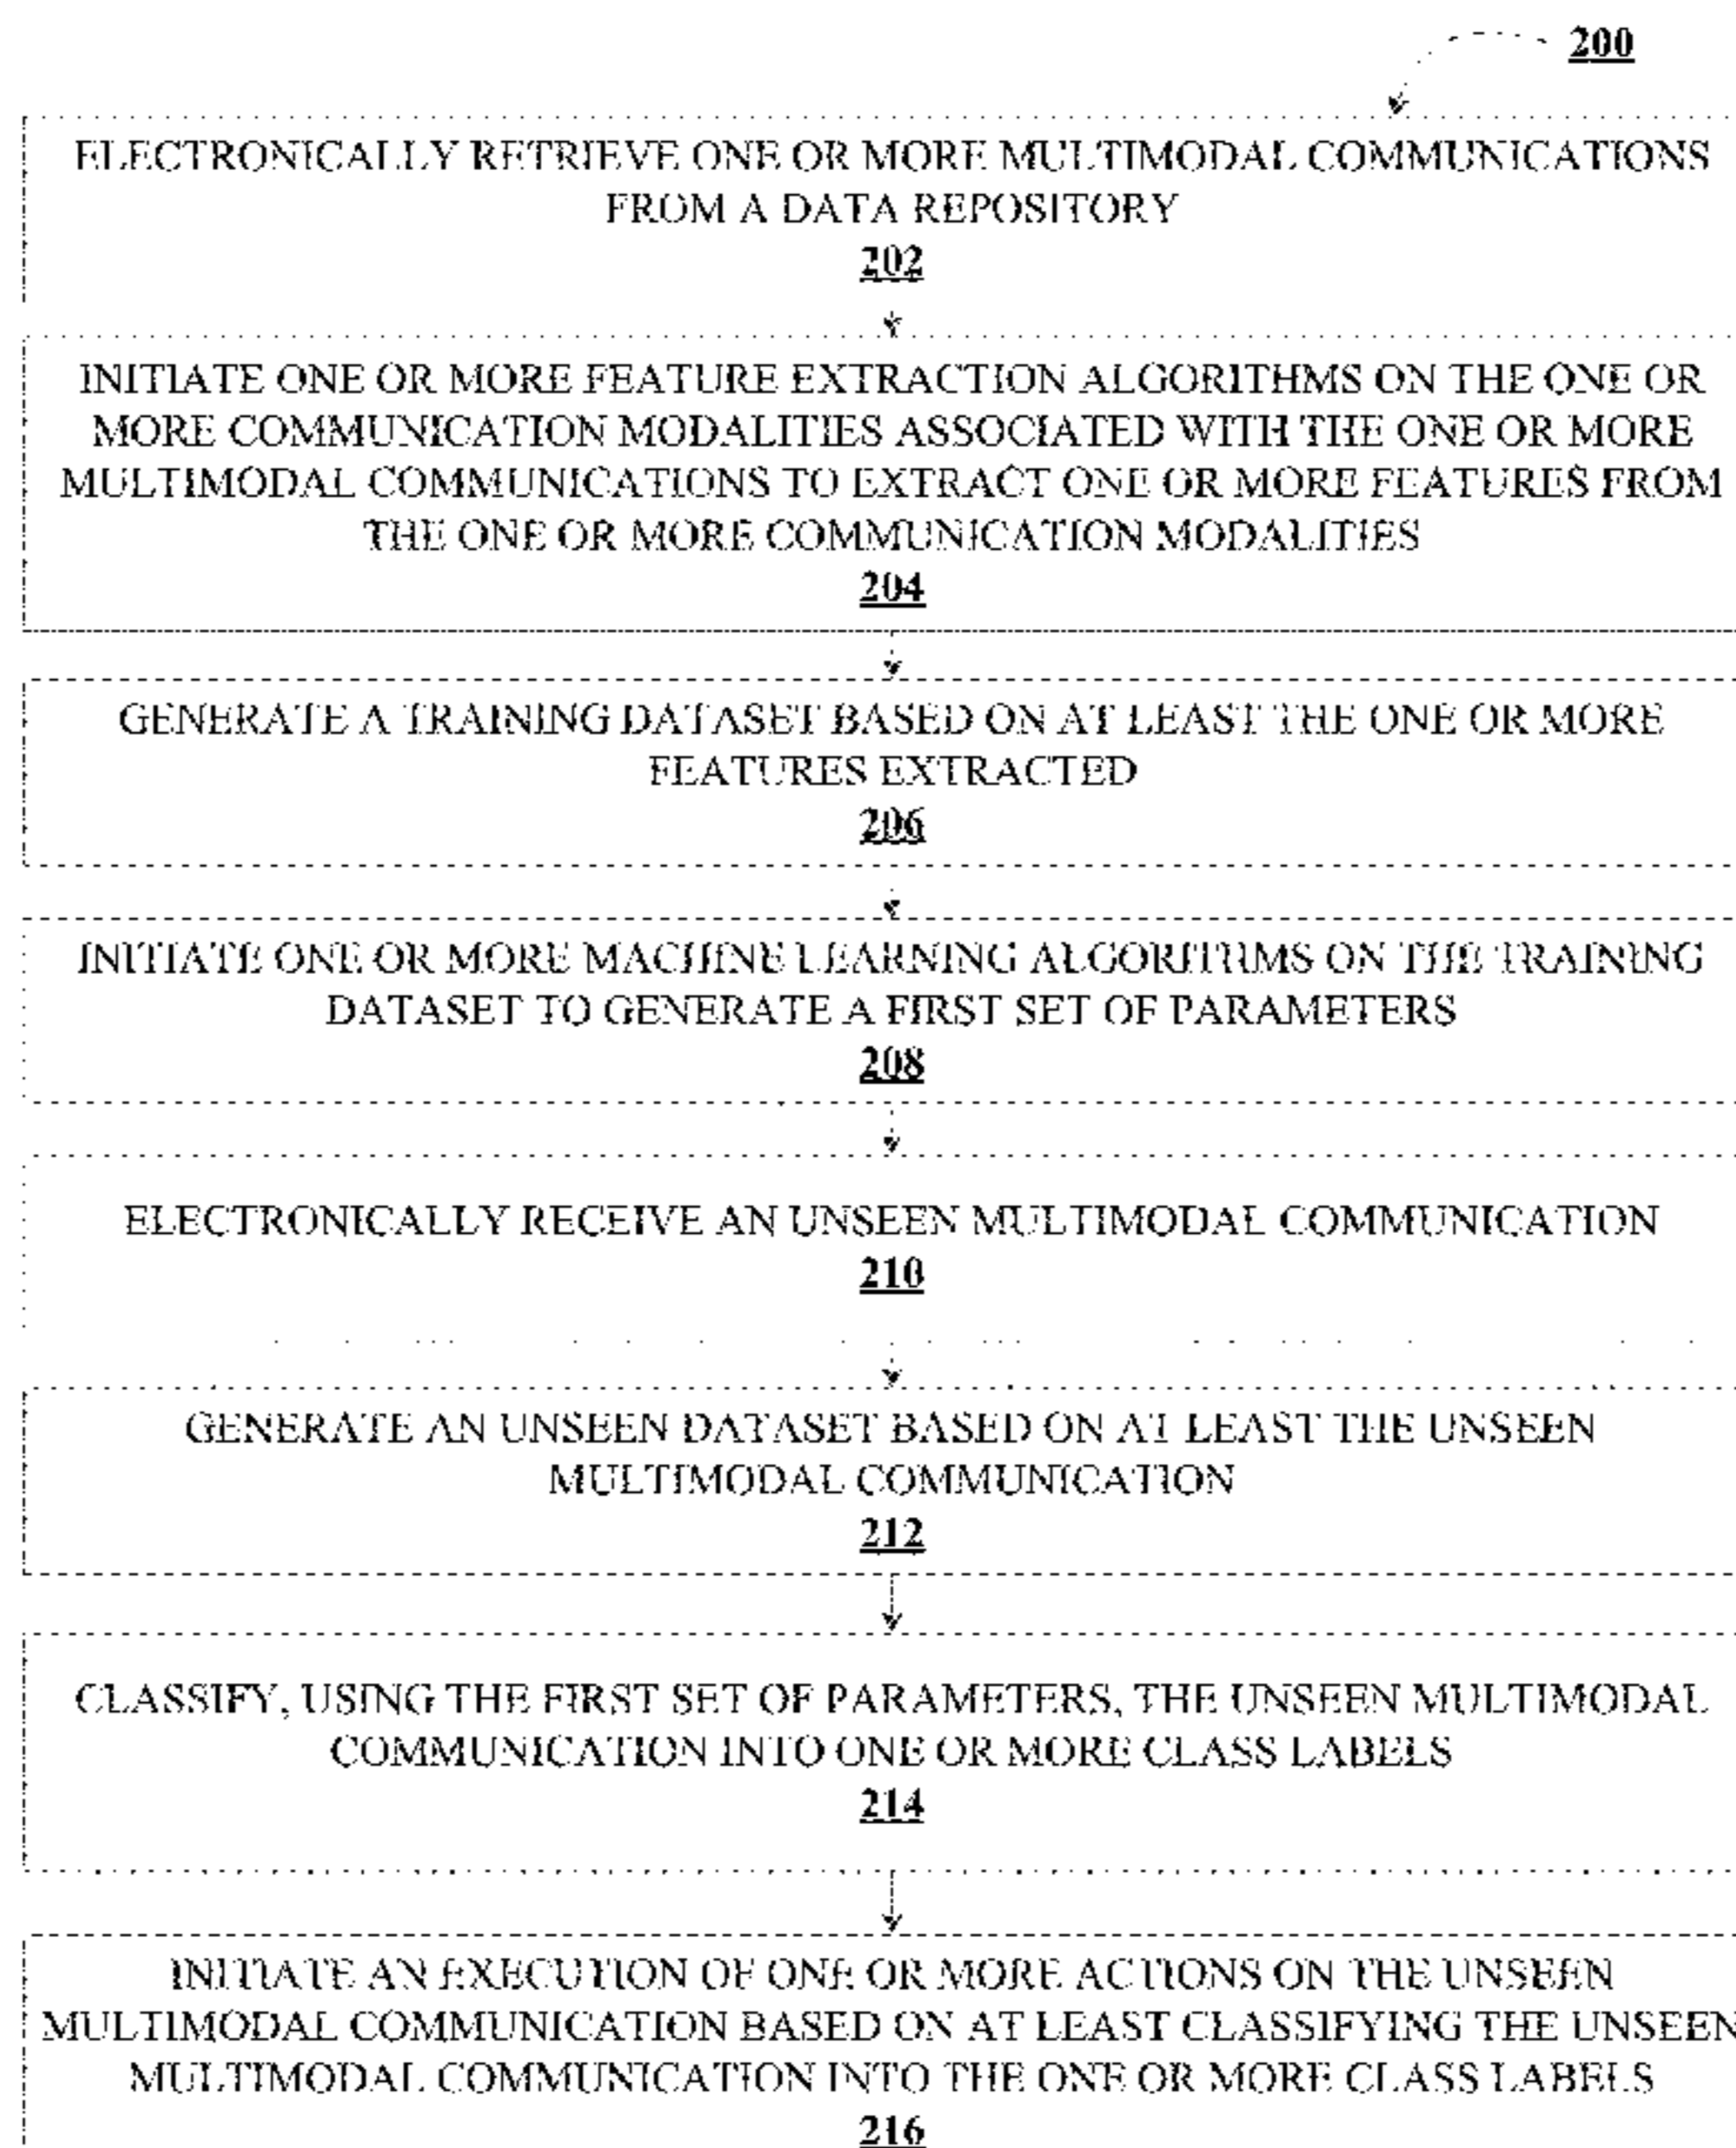 200
ELECTRONICALLY RETRIEVE ONE OR MORE MULTIMODAL COMMUNICATIONS
FROM A DATA REPOSITORY
202
INITIATE ONE OR MORE FEATURE EXTRACTION ALGORITHMS ON THE ONE OR
MORE COMMUNICATION MODALITIES ASSOCIATED WITH THE ONE OR MORE
MULTIMODAL COMMUNICATIONS TO EXTRACT ONE OR MORE FEATURES FROM
THE ONE OR MORE COMMUNICATION MODALITIES
204
GENERATE A TRAINING DATASET BASED ON AT LEAST THE ONE OR MORE
FEATURES EXTRACTED
206
INITIATE ONE OR MORE MACHINE LEARNING ALGORITHMS ON THE TRAINING
DATASET TO GENERATE A FIRST SET OF PARAMETERS
208
ELECTRONICALLY RECEIVE AN UNSEEN MULTIMODAL COMMUNICATION
210
GENERATE AN UNSEEN DATASET BASED ON AT LEAST THE UNSEEN
MULTIMODAL COMMUNICATION
212
CLASSIFY, USING THE FIRST SET OF PARAMETERS, THE UNSEEN MULTIMODAL
COMMUNICATION INTO ONE OR MORE CLASS LABELS
214
INITIATE AN EXECUTION OF ONE OR MORE ACTIONS ON THE UNSEEN
MULTIMODAL COMMUNICATION BASED ON AT LEAST CLASSIFYING THE UNSEEN
MULTIMODAL COMMUNICATION INTO THE ONE OR MORE CLASS LABELS
216